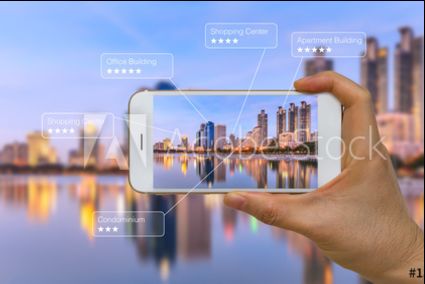 Shopping Center
★★★★
Apartment Building
★★★★★
Office Building
★★★★★
Shopping Center
★★★★
Adobe Stock
Condominium
★★★
#1